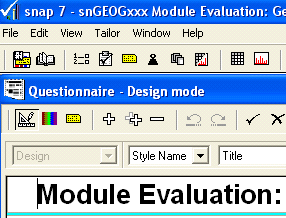 snap 7 - snGEOGxxx Module Evaluation: Ge
File Edit View Tailor Window Help
Questionnaire - Design mode
Design Style Name Title
Module Evaluation: